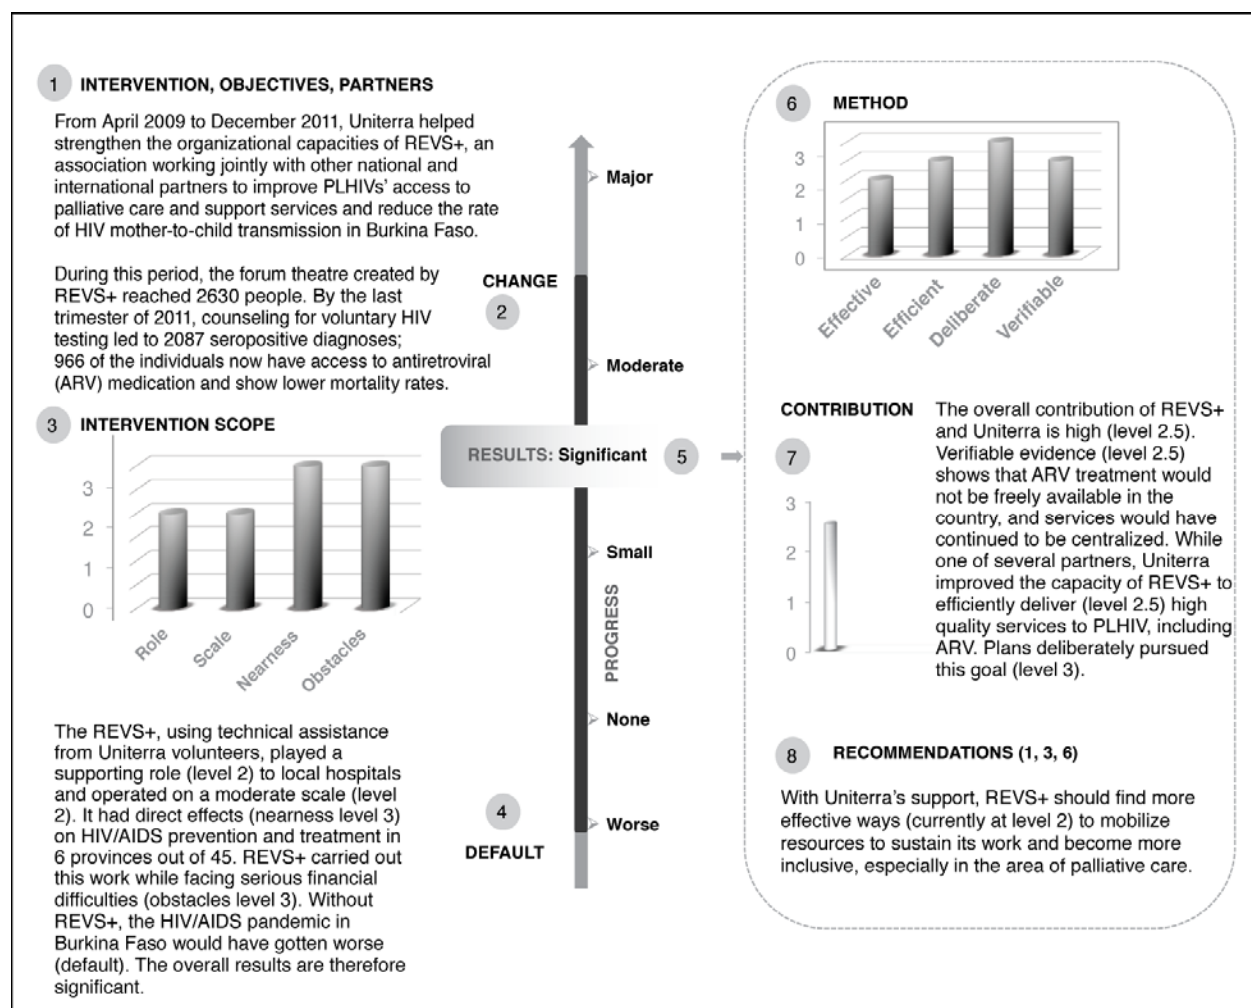 1 INTERVENTION, OBJECTIVES, PARTNERS
From April 2009 to December 2011, Uniterra helped
strengthen the organizational capacities of REVS+, an
association working jointly with other national and
international partners to improve PLHIVs' access to
palliative care and support services and reduce the rate
of HIV mother-to-child transmission in Burkina Faso.
During this period, the forum theatre created by
REVS+ reached 2630 people. By the last
trimester of 2011, counseling for voluntary HIV
testing led to 2087 seropositive diagnoses;
966 of the individuals now have access to antiretroviral
(ARV) medication and show lower mortality rates.
3 INTERVENTION SCOPE
3
2
1
0
Role
Scale
Nearness
Obstacles
The REVS+, using technical assistance
from Uniterra volunteers, played a
supporting role (level 2) to local hospitals
and operated on a moderate scale (level
2). It had direct effects (nearness level 3)
on HIV/AIDS prevention and treatment in
6 provinces out of 45. REVS+ carried out
this work while facing serious financial
difficulties (obstacles level 3). Without
REVS+, the HIV/AIDS pandemic in
Burkina Faso would have gotten worse
(default). The overall results are therefore
significant.
Major
CHANGE
2
Moderate
RESULTS: Significant 5
Small
PROGRESS
None
4
Worse
DEFAULT
6 METHOD
3
2
1
0
Effective
Efficient
Deliberate
Verifiable
CONTRIBUTION
7
3
2
1
0
The overall contribution of REVS+
and Uniterra is high (level 2.5).
Verifiable evidence (level 2.5)
shows that ARV treatment would
not be freely available in the
country, and services would have
continued to be centralized. While
one of several partners, Uniterra
improved the capacity of REVS+ to
efficiently deliver (level 2.5) high
quality services to PLHIV, including
ARV. Plans deliberately pursued
this goal (level 3).
8 RECOMMENDATIONS (1, 3, 6)
With Uniterra's support, REVS+ should find more
effective ways (currently at level 2) to mobilize
resources to sustain its work and become more
inclusive, especially in the area of palliative care.